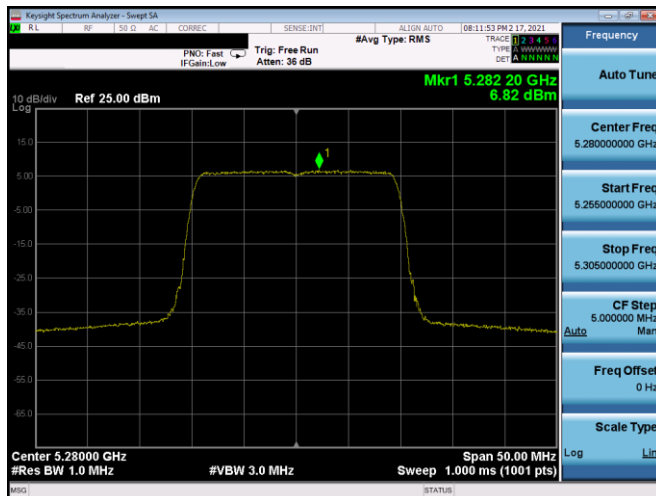 Keysight Spectrum Analyzer - Swept SA
RL RF 50 Ω AC CORREC SENSE:INT ALIGN AUTO 08:11:53 PM 2 17, 2021
#Avg Type: RMS
TRACE 1 2 3 4 5 6
TYPE A WWWWW
DET A N N N N N
PNO: Fast
IFGain:Low
Trig: Free Run
Atten: 36 dB
Mkr1 5.282 20 GHz
6.82 dBm
10 dB/div Ref 25.00 dBm
Log
1
15.0
5.00
-5.00
-15.0
-25.0
-35.0
-45.0
-55.0
-65.0
Center 5.28000 GHz
Span 50.00 MHz
#Res BW 1.0 MHz
#VBW 3.0 MHz
Sweep 1.000 ms (1001 pts)
MSG
STATUS
Frequency
Auto Tune
Center Freq
5.280000000 GHz
Start Freq
5.255000000 GHz
Stop Freq
5.305000000 GHz
CF Step
5.000000 MHz
Auto Man
Freq Offset
0 Hz
Scale Type
Log Lin